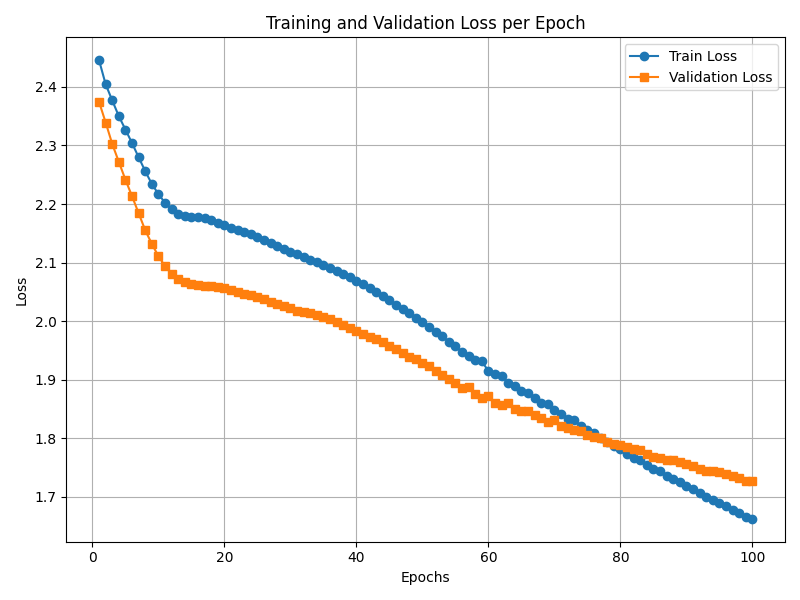 Training and Validation Loss per Epoch
Train Loss
Validation Loss
Loss
2.4
2.3
2.2
2.1
2.0
1.9
1.8
1.7
0 20 40 60 80 100
Epochs